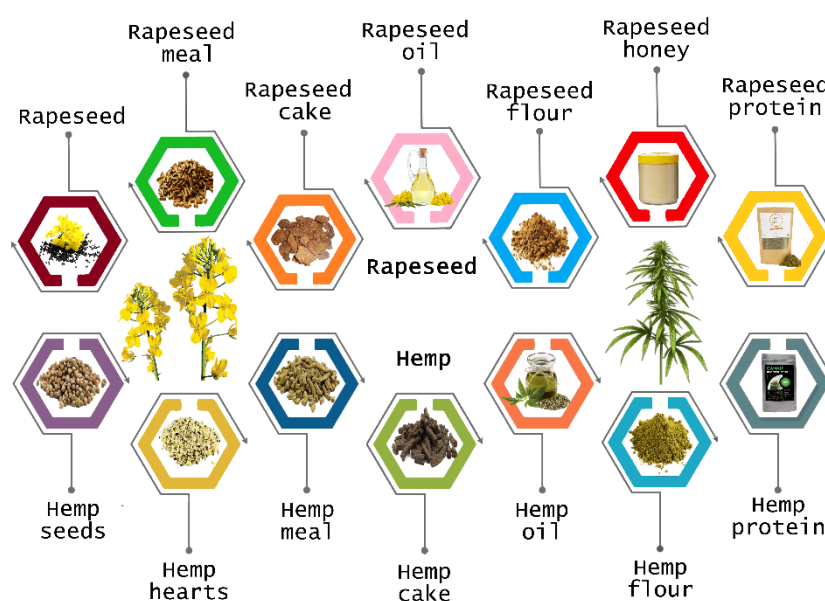 Rapeseed
meal
Rapeseed
oil
Rapeseed
honey
Rapeseed
Rapeseed
cake
Rapeseed
flour
Rapeseed
protein
Rapeseed
Hemp
Hemp
seeds
Hemp
hearts
Hemp
meal
Hemp
cake
Hemp
oil
Hemp
flour
Hemp
protein